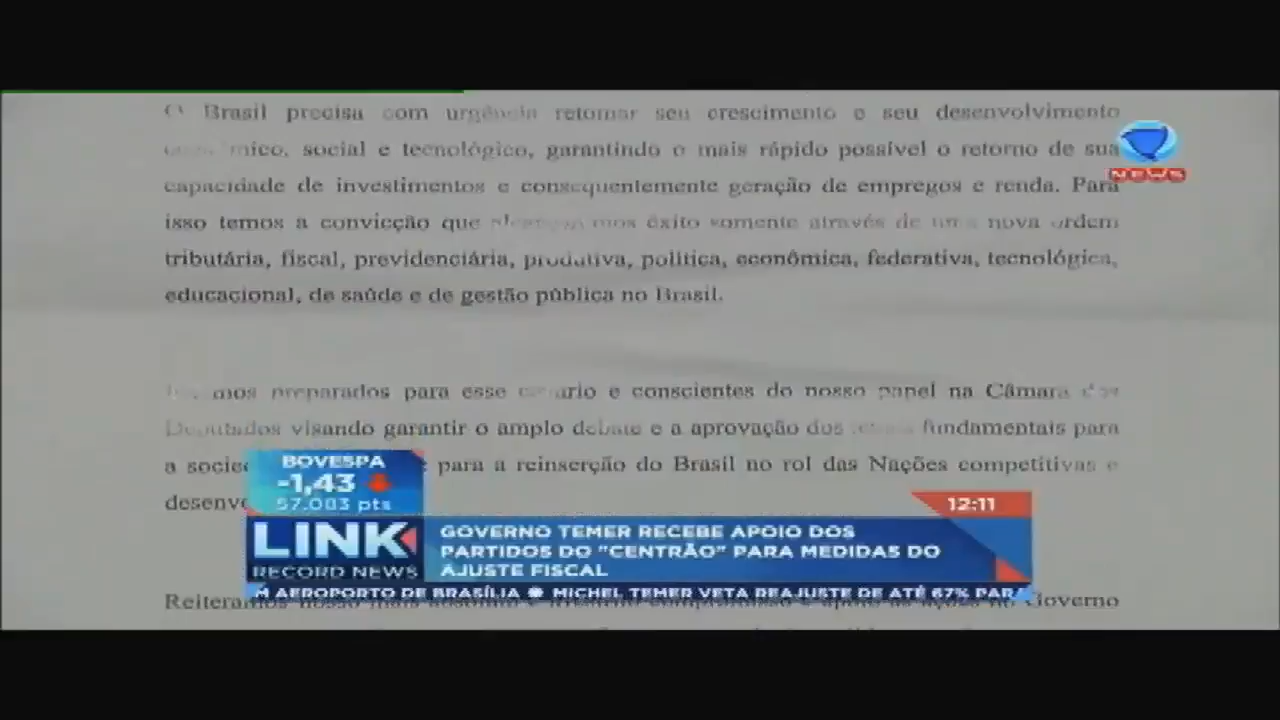 O Brasil precisa com urgência retomar seu crescimento e seu desenvolvimento
social e tecnológico, garantindo o mais rápido possível o retorno de sua
NEWS
capacidade de investimentos e consequentemente geração de empregos e renda. Para
isso temos a convicção que êxito somente através de uma nova ordem
tributária, fiscal, previdenciária, produtiva, política, econômica, federativa, tecnológica,
educacional, de saúde e de gestão pública no Brasil.
preparados para esse e conscientes do nosso papel na Câmara dos
Deputados visando garantir o amplo debate e a aprovação dos fundamentais para
a para a reinserção do Brasil no rol das Nações competitivas e
BOVESPA
-1,43
57.083 pts
12:11
LINK
RECORD NEWS
GOVERNO TEMER RECEBE APOIO DOS
PARTIDOS DO "CENTRÃO" PARA MEDIDAS DO
AJUSTE FISCAL
M AEROPORTO DE BRASÍLIA MICHEL TEMER VETA REAJUSTE DE ATÉ 67% PARA
Reiteramos nosso mais Governo